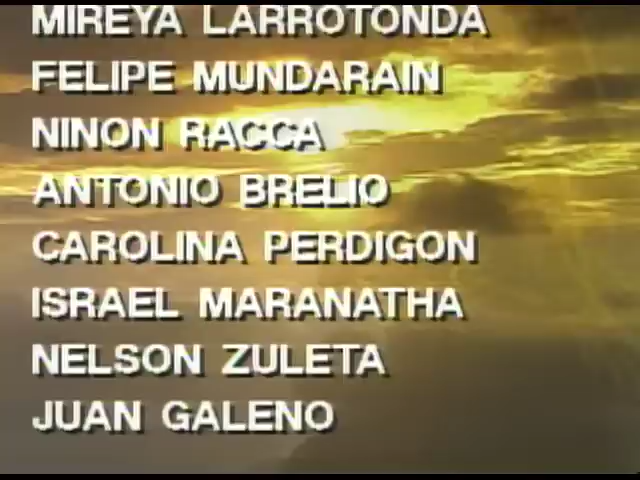 MIREYA LARROTONDA
FELIPE MUNDARAIN
NINON RACCA
ANTONIO BRELIO
CAROLINA PERDIGON
ISRAEL MARANATHA
NELSON ZULETA
JUAN GALENO